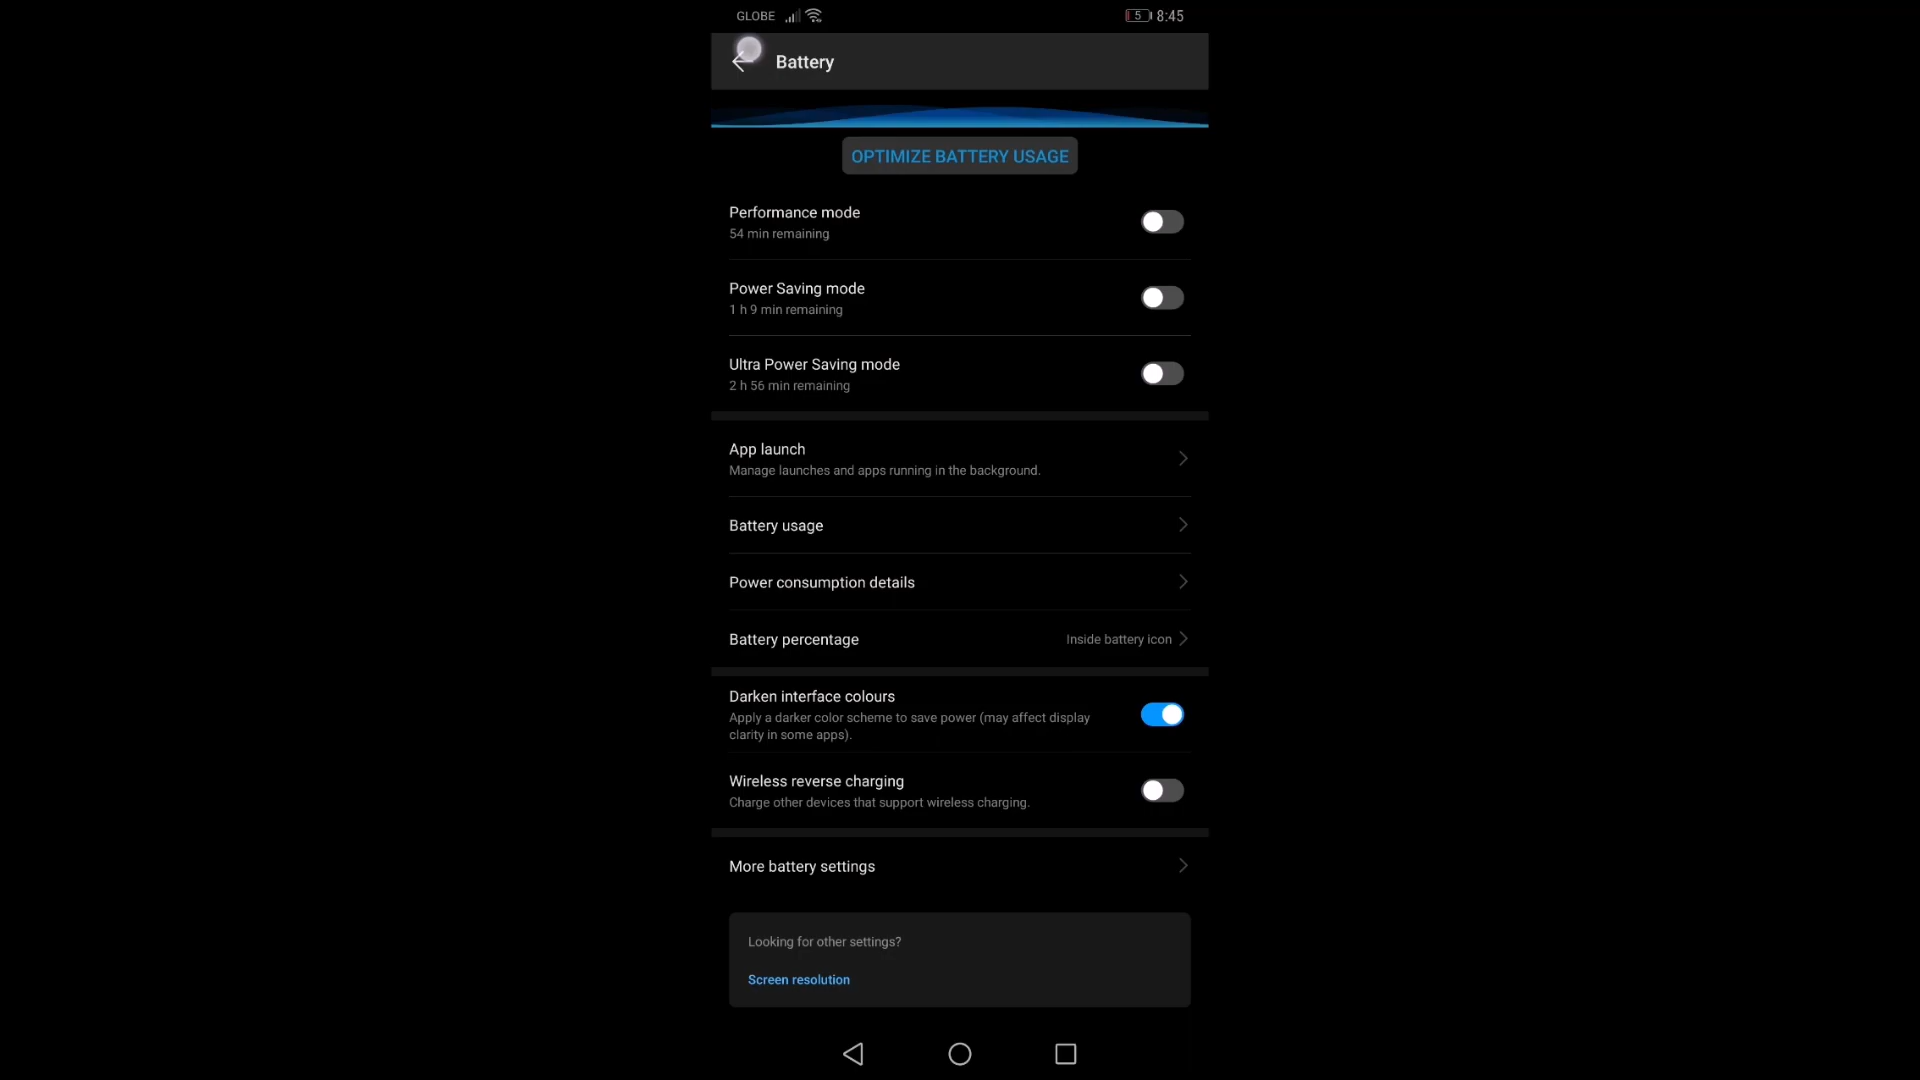 GLOBE 5 8:45
Battery
OPTIMIZE BATTERY USAGE
Performance mode
54 min remaining
Power Saving mode
1 h 9 min remaining
Ultra Power Saving mode
2 h 56 min remaining
App launch
Manage launches and apps running in the background.
Battery usage
Power consumption details
Battery percentage Inside battery icon
Darken interface colours
Apply a darker color scheme to save power (may affect display
clarity in some apps).
Wireless reverse charging
Charge other devices that support wireless charging.
More battery settings
Looking for other settings?
Screen resolution